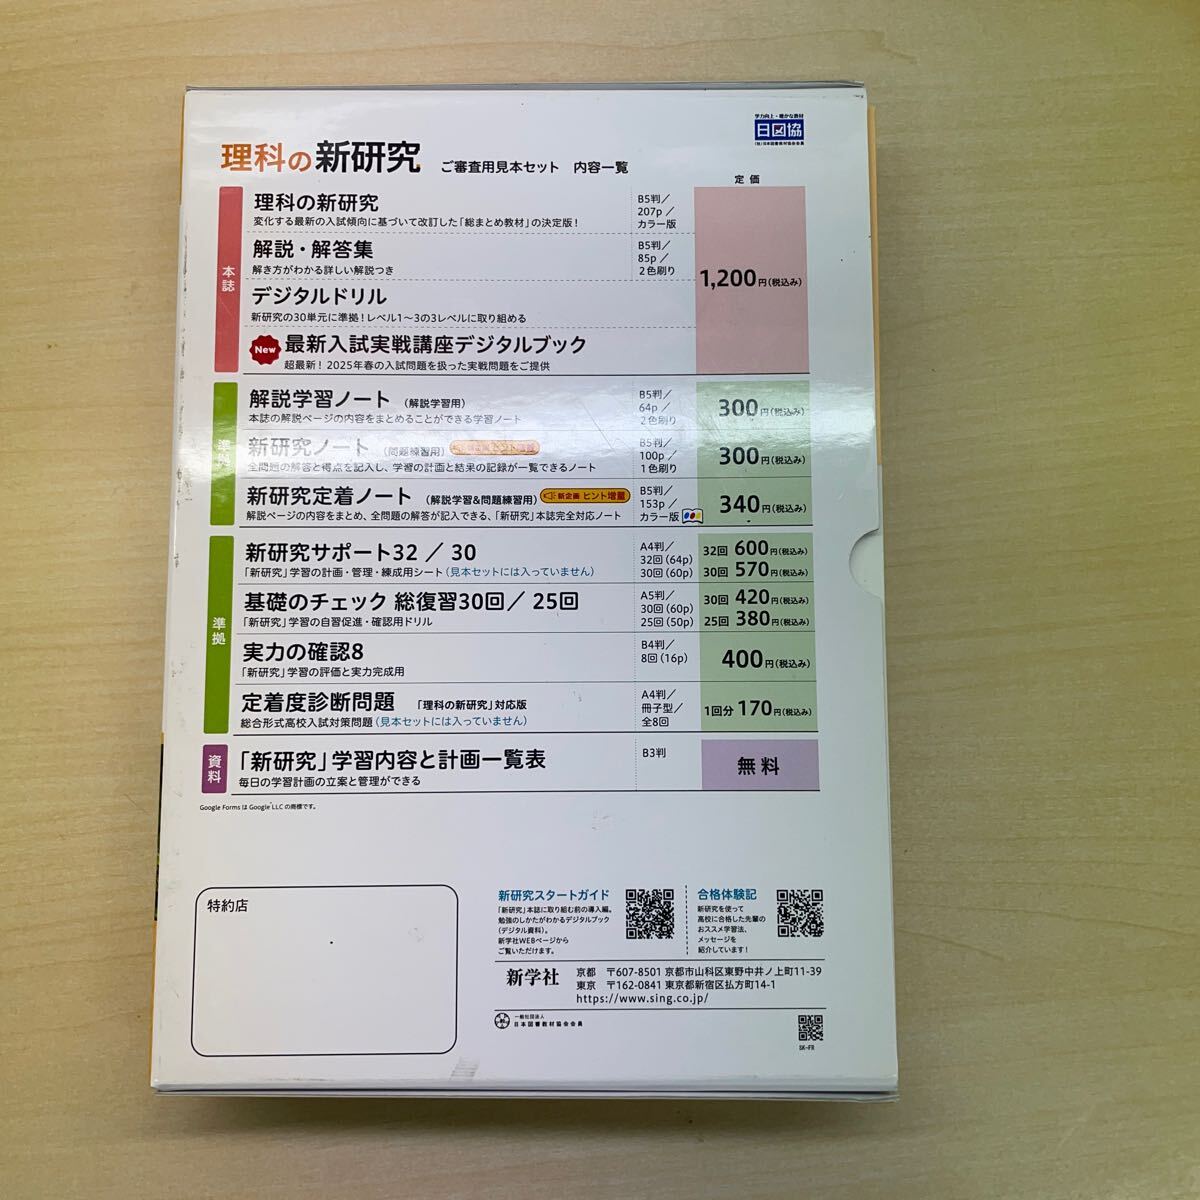 学力向上・確かな教材
日図協
(社)日本図書教材協会会員
理科の新研究 ご審査用見本セット 内容一覧
定価
本誌
理科の新研究
変化する最新の入試傾向に基づいて改訂した「総まとめ教材」の決定版！
B5判／
207p／
カラー版
解説・解答集
解き方がわかる詳しい解説つき
B5判／
85p／
2色刷り
1,200円(税込み)
デジタルドリル
新研究の30単元に準拠！レベル1～3の3レベルに取り組める
New 最新入試実戦講座デジタルブック
超最新！2025年春の入試問題を扱った実戦問題をご提供
準拠
解説学習ノート (解説学習用)
本誌の解説ページの内容をまとめることができる学習ノート
B5判／
64p／
2色刷り
300円(税込み)
新研究ノート (問題練習用)
全問題の解答と得点を記入し、学習の計画と結果の記録が一覧できるノート
B5判／
100p／
1色刷り
300円(税込み)
新研究定着ノート (解説学習&問題練習用) 新企画 ヒント増量
解説ページの内容をまとめ、全問題の解答が記入できる、「新研究」本誌完全対応ノート
B5判／
153p／
カラー版
340円(税込み)
準拠
新研究サポート32／30
「新研究」学習の計画・管理・練成用シート(見本セットには入っていません)
A4判／
32回(64p)
30回(60p)
32回 600円(税込み)
30回 570円(税込み)
基礎のチェック 総復習30回／25回
「新研究」学習の自習促進・確認用ドリル
A5判／
30回(60p)
25回(50p)
30回 420円(税込み)
25回 380円(税込み)
実力の確認8
「新研究」学習の評価と実力完成用
B4判／
8回(16p)
400円(税込み)
定着度診断問題 「理科の新研究」対応版
総合形式高校入試対策問題(見本セットには入っていません)
A4判／
冊子型／
全8回
1回分 170円(税込み)
資料
「新研究」学習内容と計画一覧表
毎日の学習計画の立案と管理ができる
B3判
無料
Google Forms は Google LLC の商標です。
特約店
新研究スタートガイド
「新研究」本誌に取り組む前の導入編。
勉強のしかたがわかるデジタルブック
(デジタル資料)。
新学社WEBページから
ご覧いただけます。
合格体験記
新研究を使って
高校に合格した先輩の
おススメ学習法、
メッセージを
紹介しています！
新学社
京都 〒607-8501 京都市山科区東野中井ノ上町11-39
東京 〒162-0841 東京都新宿区払方町14-1
https://www.sing.co.jp/
一般社団法人
日本図書教材協会会員
SK-FR